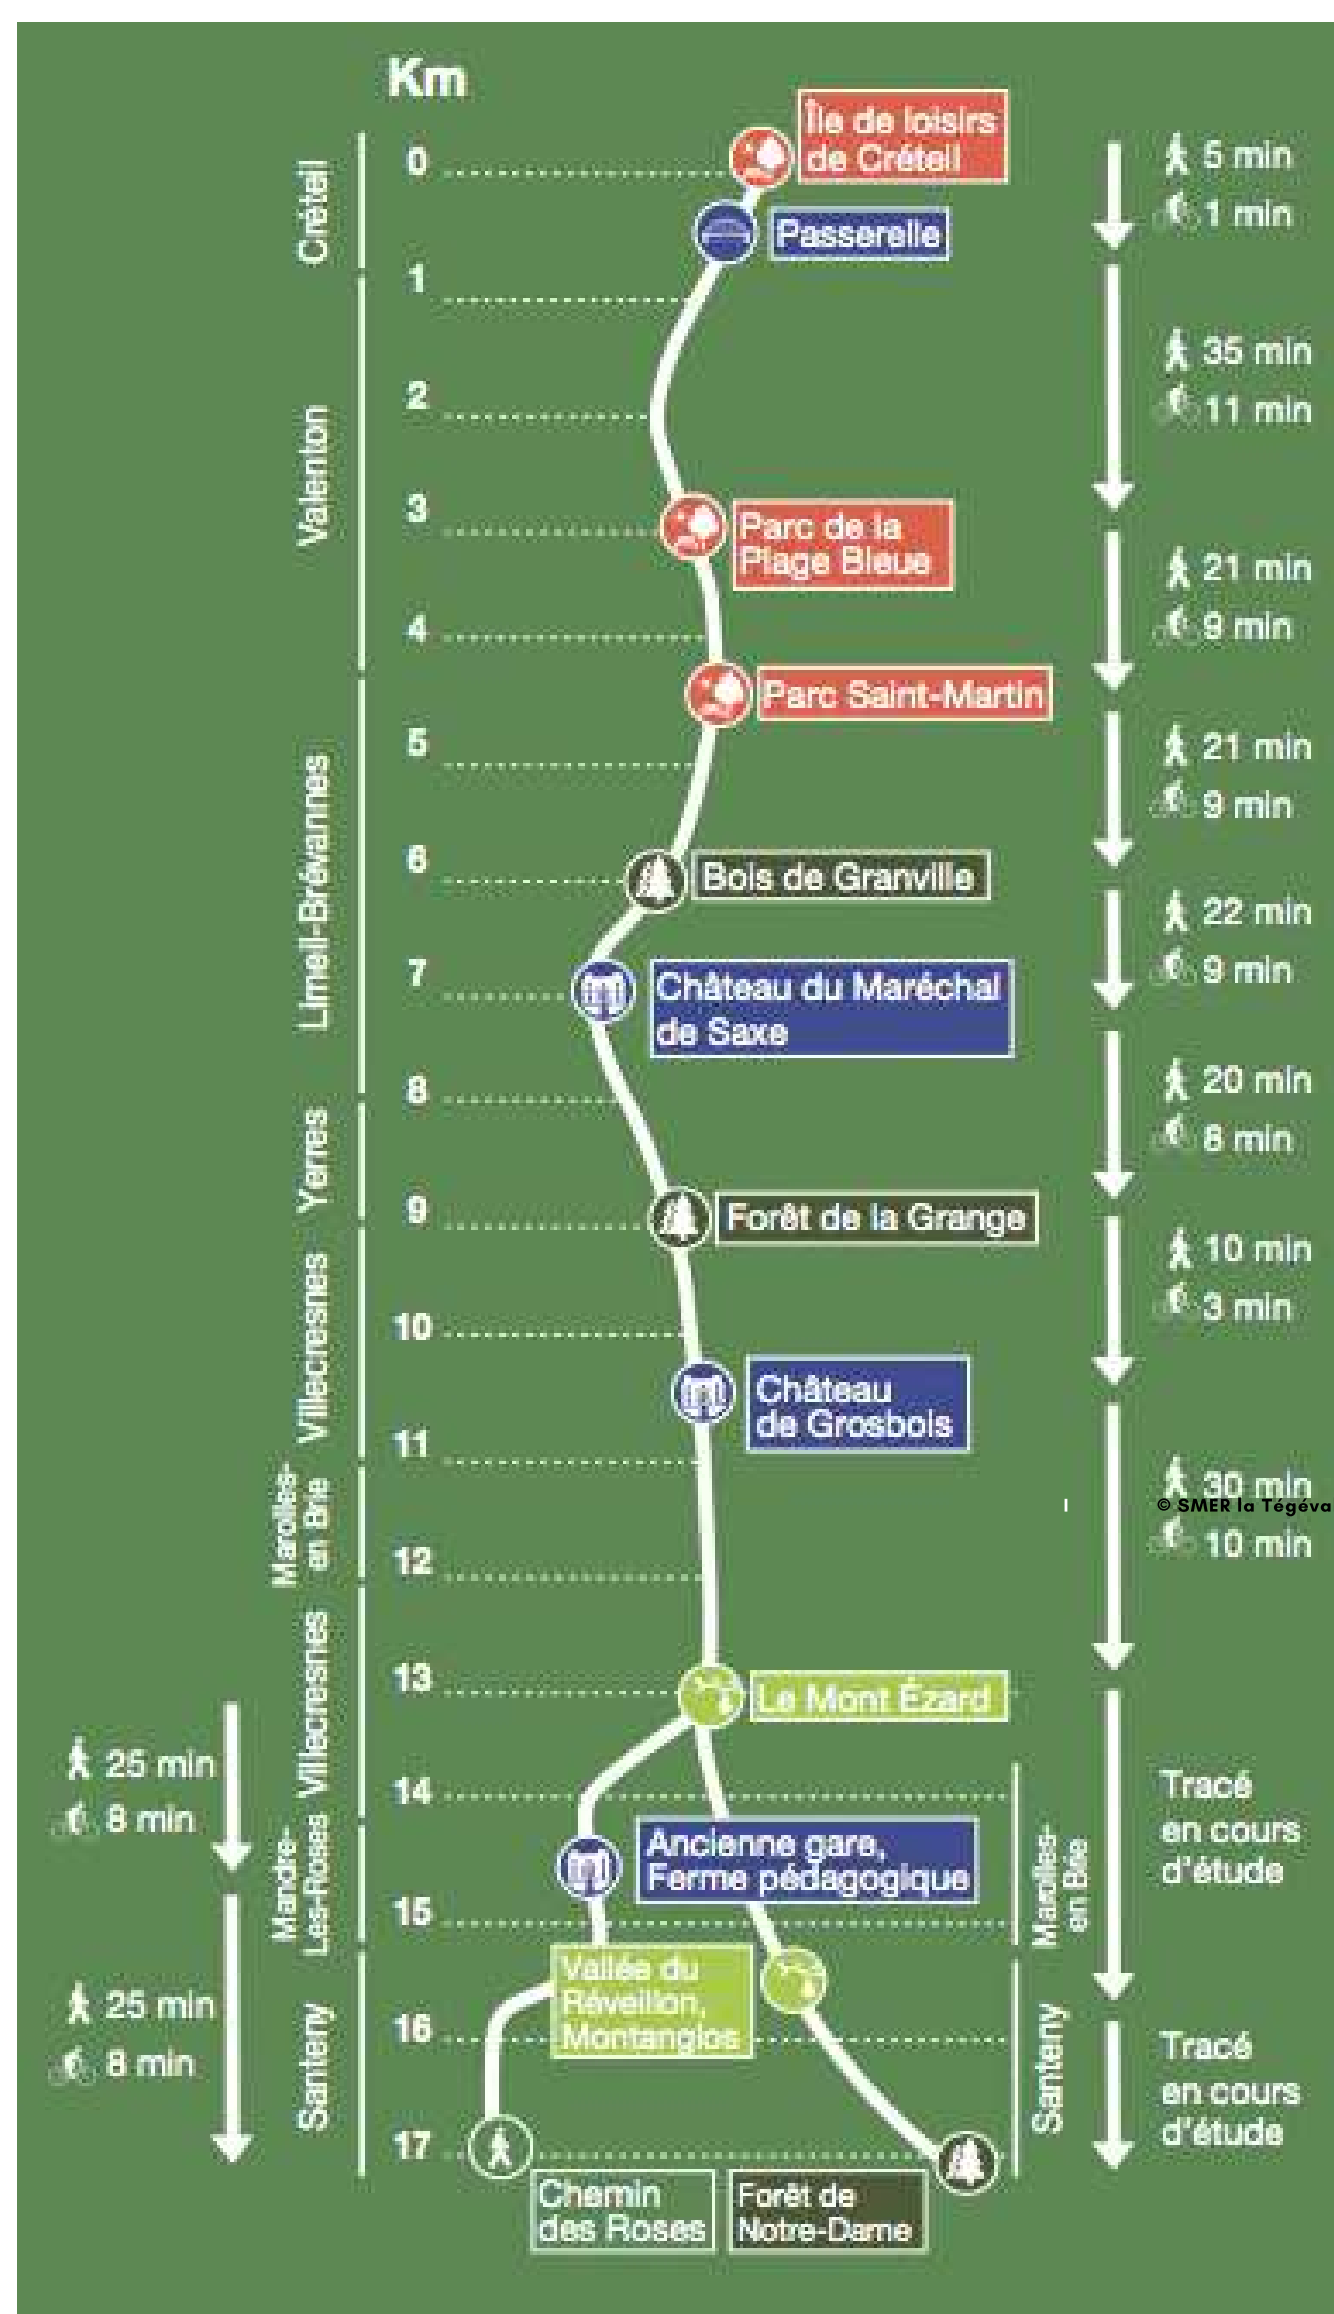 Km
0
1
2
3
4
5
6
7
8
9
10
11
12
13
14
15
16
17
Créteil
Valenton
Limeil-Brévannes
Yerres
Villecresnes
Marolles-
en Brie
Villecresnes
Mandre-
Les-Roses
Santeny
Île de loisirs
de Créteil
Passerelle
Parc de la
Plage Bleue
Parc Saint-Martin
Bois de Granville
Château du Maréchal
de Saxe
Forêt de la Grange
Château
de Grosbois
Le Mont Ézard
Ancienne gare,
Ferme pédagogique
Vallée du
Réveillon,
Montanglos
Chemin
des Roses
Forêt de
Notre-Dame
Marolles-
en Brie
Santeny
5 min
1 min
35 min
11 min
21 min
9 min
21 min
9 min
22 min
9 min
20 min
8 min
10 min
3 min
30 min
© SMER la Tégéva
10 min
Tracé
en cours
d'étude
Tracé
en cours
d'étude
25 min
8 min
25 min
8 min